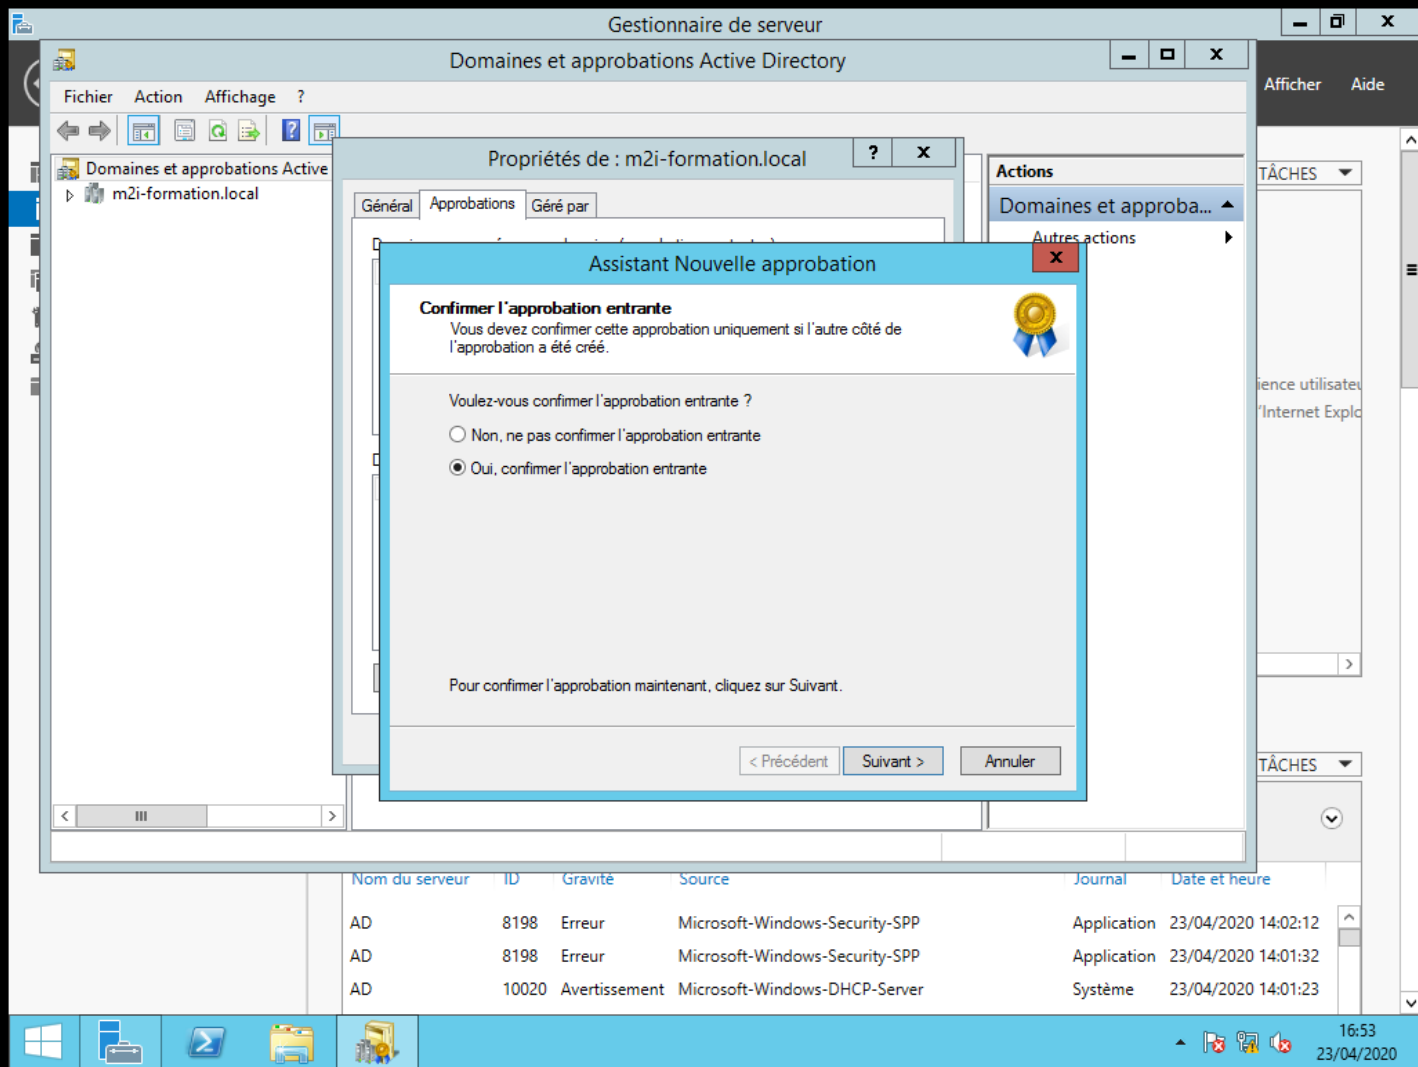 Gestionnaire de serveur
Domaines et approbations Active Directory
Afficher Aide
Fichier Action Affichage ?
Domaines et approbations Active
m2i-formation.local
Propriétés de : m2i-formation.local
? x
Général Approbations Géré par
Actions
Domaines et approba...
Autres actions
TÂCHES
Assistant Nouvelle approbation
Confirmer l'approbation entrante
Vous devez confirmer cette approbation uniquement si l'autre côté de
l'approbation a été créé.
Voulez-vous confirmer l'approbation entrante ?
Non, ne pas confirmer l'approbation entrante
Oui, confirmer l'approbation entrante
Pour confirmer l'approbation maintenant, cliquez sur Suivant.
< Précédent Suivant > Annuler
ience utilisateu
'Internet Explo
TÂCHES
Nom du serveur ID Gravité Source Journal Date et heure
AD 8198 Erreur Microsoft-Windows-Security-SPP Application 23/04/2020 14:02:12
AD 8198 Erreur Microsoft-Windows-Security-SPP Application 23/04/2020 14:01:32
AD 10020 Avertissement Microsoft-Windows-DHCP-Server Système 23/04/2020 14:01:23
16:53
23/04/2020